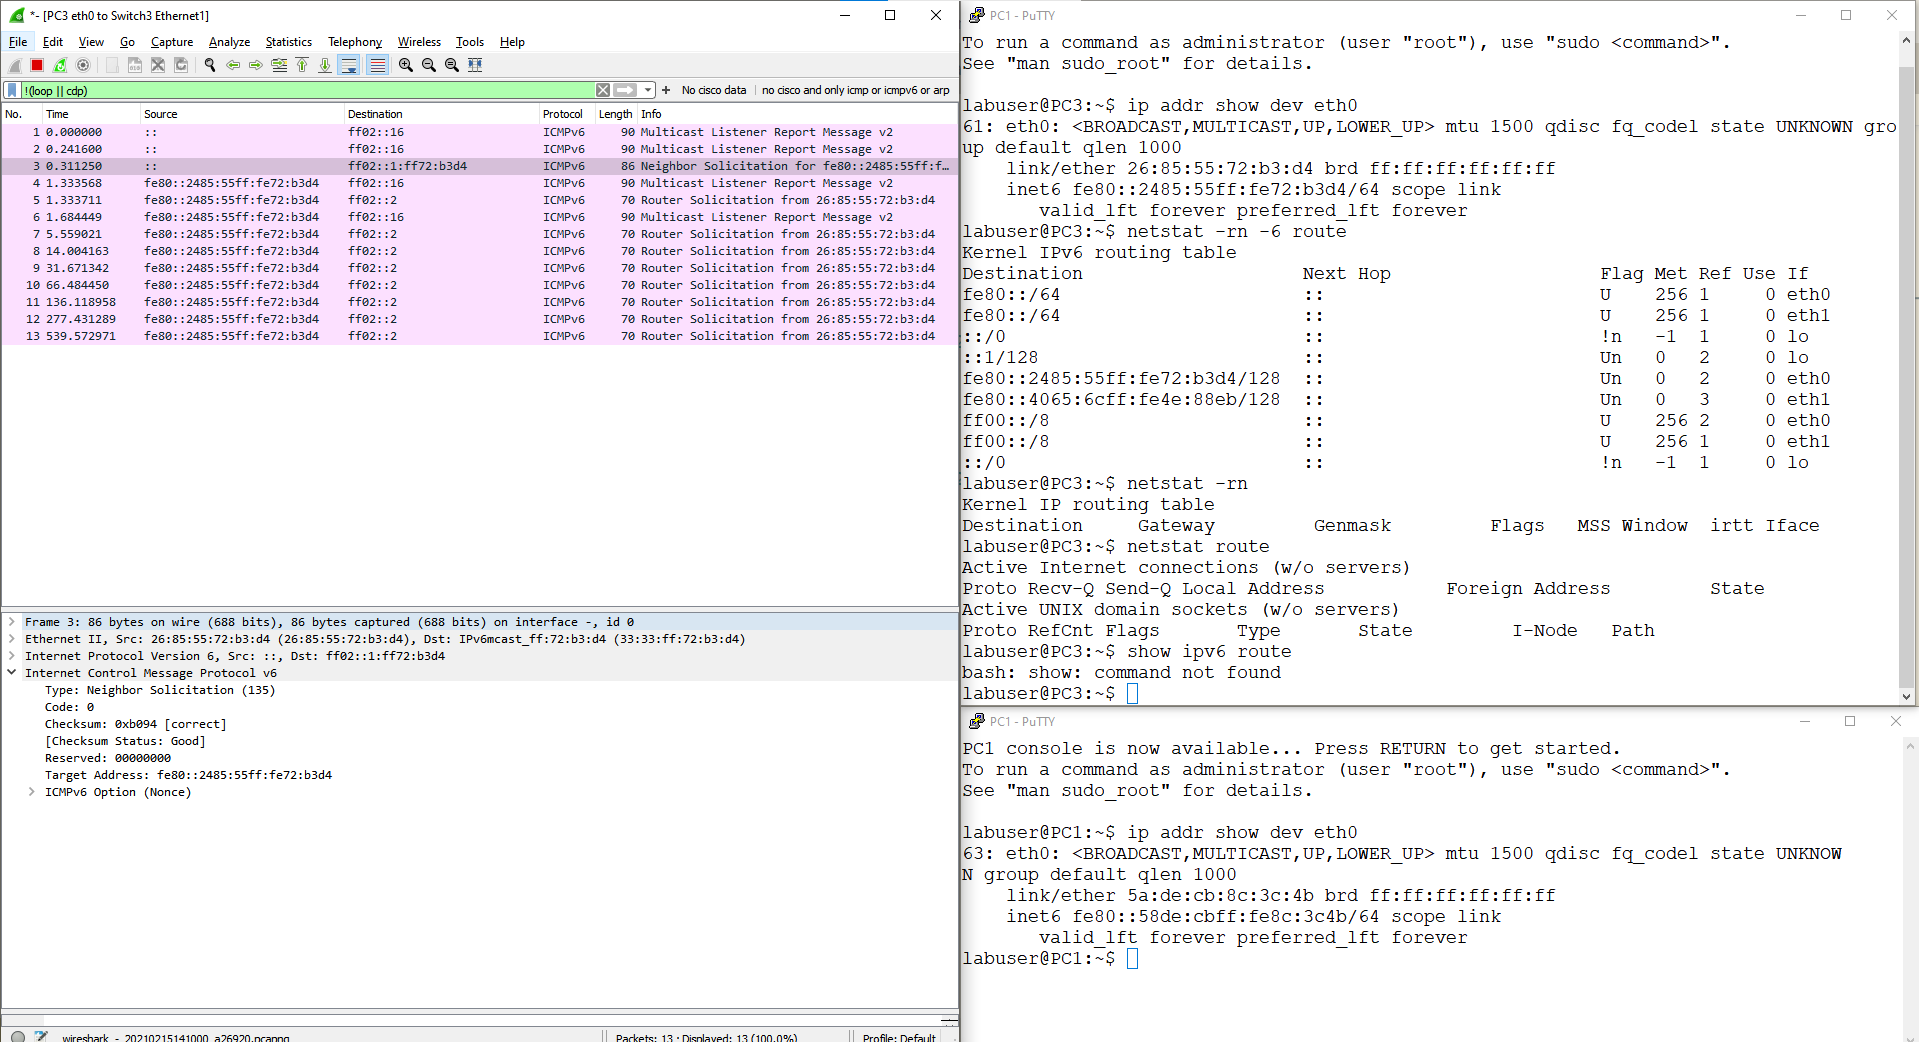 *- [PC3 eth0 to Switch3 Ethernet1]
File Edit View Go Capture Analyze Statistics Telephony Wireless Tools Help
!(loop || cdp)
+ No cisco data | no cisco and only icmp or icmpv6 or arp
No. Time Source Destination Protocol Length Info
1 0.000000 :: ff02::16 ICMPv6 90 Multicast Listener Report Message v2
2 0.241600 :: ff02::16 ICMPv6 90 Multicast Listener Report Message v2
3 0.311250 :: ff02::1:ff72:b3d4 ICMPv6 86 Neighbor Solicitation for fe80::2485:55ff:f…
4 1.333568 fe80::2485:55ff:fe72:b3d4 ff02::16 ICMPv6 90 Multicast Listener Report Message v2
5 1.333711 fe80::2485:55ff:fe72:b3d4 ff02::2 ICMPv6 70 Router Solicitation from 26:85:55:72:b3:d4
6 1.684449 fe80::2485:55ff:fe72:b3d4 ff02::16 ICMPv6 90 Multicast Listener Report Message v2
7 5.559021 fe80::2485:55ff:fe72:b3d4 ff02::2 ICMPv6 70 Router Solicitation from 26:85:55:72:b3:d4
8 14.004163 fe80::2485:55ff:fe72:b3d4 ff02::2 ICMPv6 70 Router Solicitation from 26:85:55:72:b3:d4
9 31.671342 fe80::2485:55ff:fe72:b3d4 ff02::2 ICMPv6 70 Router Solicitation from 26:85:55:72:b3:d4
10 66.484450 fe80::2485:55ff:fe72:b3d4 ff02::2 ICMPv6 70 Router Solicitation from 26:85:55:72:b3:d4
11 136.118958 fe80::2485:55ff:fe72:b3d4 ff02::2 ICMPv6 70 Router Solicitation from 26:85:55:72:b3:d4
12 277.431289 fe80::2485:55ff:fe72:b3d4 ff02::2 ICMPv6 70 Router Solicitation from 26:85:55:72:b3:d4
13 539.572971 fe80::2485:55ff:fe72:b3d4 ff02::2 ICMPv6 70 Router Solicitation from 26:85:55:72:b3:d4
Frame 3: 86 bytes on wire (688 bits), 86 bytes captured (688 bits) on interface -, id 0
Ethernet II, Src: 26:85:55:72:b3:d4 (26:85:55:72:b3:d4), Dst: IPv6mcast_ff:72:b3:d4 (33:33:ff:72:b3:d4)
Internet Protocol Version 6, Src: ::, Dst: ff02::1:ff72:b3d4
Internet Control Message Protocol v6
Type: Neighbor Solicitation (135)
Code: 0
Checksum: 0xb094 [correct]
[Checksum Status: Good]
Reserved: 00000000
Target Address: fe80::2485:55ff:fe72:b3d4
ICMPv6 Option (Nonce)
wireshark_-_20210215141000_a26920.pcapng
Packets: 13 · Displayed: 13 (100.0%)
Profile: Default
PC1 - PuTTY
To run a command as administrator (user "root"), use "sudo <command>".
See "man sudo_root" for details.
labuser@PC3:~$ ip addr show dev eth0
61: eth0: <BROADCAST,MULTICAST,UP,LOWER_UP> mtu 1500 qdisc fq_codel state UNKNOWN gro
up default qlen 1000
link/ether 26:85:55:72:b3:d4 brd ff:ff:ff:ff:ff:ff
inet6 fe80::2485:55ff:fe72:b3d4/64 scope link
valid_lft forever preferred_lft forever
labuser@PC3:~$ netstat -rn -6 route
Kernel IPv6 routing table
Destination Next Hop Flag Met Ref Use If
fe80::/64 :: U 256 1 0 eth0
fe80::/64 :: U 256 1 0 eth1
::/0 :: !n -1 1 0 lo
::1/128 :: Un 0 2 0 lo
fe80::2485:55ff:fe72:b3d4/128 :: Un 0 2 0 eth0
fe80::4065:6cff:fe4e:88eb/128 :: Un 0 3 0 eth1
ff00::/8 :: U 256 2 0 eth0
ff00::/8 :: U 256 1 0 eth1
::/0 :: !n -1 1 0 lo
labuser@PC3:~$ netstat -rn
Kernel IP routing table
Destination Gateway Genmask Flags MSS Window irtt Iface
labuser@PC3:~$ netstat route
Active Internet connections (w/o servers)
Proto Recv-Q Send-Q Local Address Foreign Address State
Active UNIX domain sockets (w/o servers)
Proto RefCnt Flags Type State I-Node Path
labuser@PC3:~$ show ipv6 route
bash: show: command not found
labuser@PC3:~$
PC1 - PuTTY
PC1 console is now available... Press RETURN to get started.
To run a command as administrator (user "root"), use "sudo <command>".
See "man sudo_root" for details.
labuser@PC1:~$ ip addr show dev eth0
63: eth0: <BROADCAST,MULTICAST,UP,LOWER_UP> mtu 1500 qdisc fq_codel state UNKNOW
N group default qlen 1000
link/ether 5a:de:cb:8c:3c:4b brd ff:ff:ff:ff:ff:ff
inet6 fe80::58de:cbff:fe8c:3c4b/64 scope link
valid_lft forever preferred_lft forever
labuser@PC1:~$